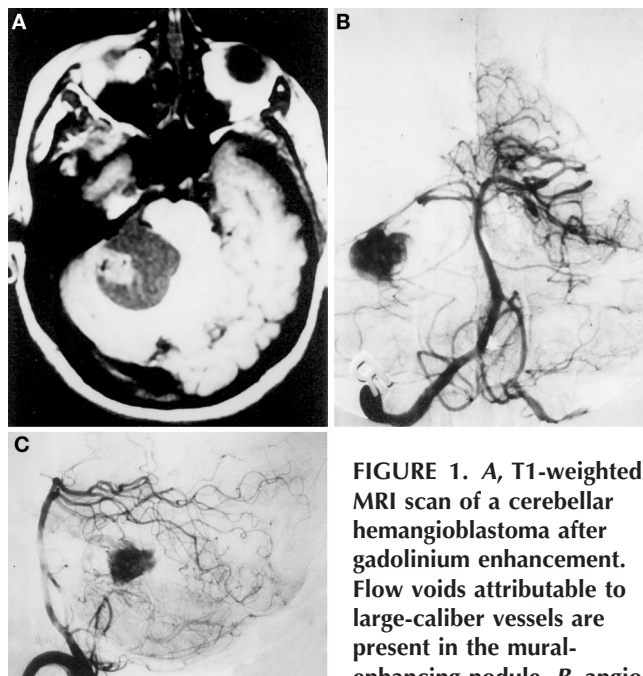 A
B
C
FIGURE 1. A, T1-weighted
MRI scan of a cerebellar
hemangioblastoma after
gadolinium enhancement.
Flow voids attributable to
large-caliber vessels are
present in the mural-
enhancing nodule. B, angio-